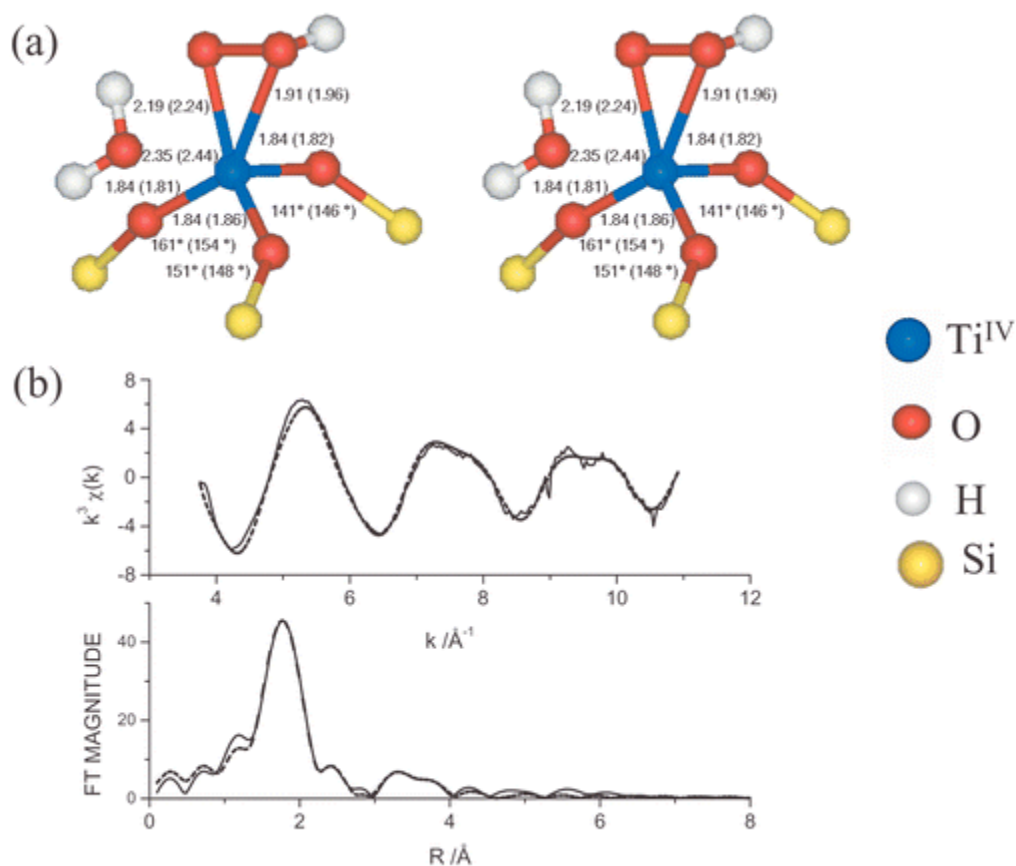 (a)
2.19 (2.24)
1.91 (1.96)
2.35 (2.44)
1.84 (1.82)
1.84 (1.81)
1.84 (1.86)
141* (146 *)
161* (154 *)
151* (148 *)
2.19 (2.24)
1.91 (1.96)
2.35 (2.44)
1.84 (1.82)
1.84 (1.81)
1.84 (1.86)
141* (146 *)
161* (154 *)
151* (148 *)
Ti^IV
O
H
Si
(b)
8
4
0
-4
-8
k³ χ(k)
4 6 8 10 12
k /Å⁻¹
40
20
0
FT MAGNITUDE
0 2 4 6 8
R /Å